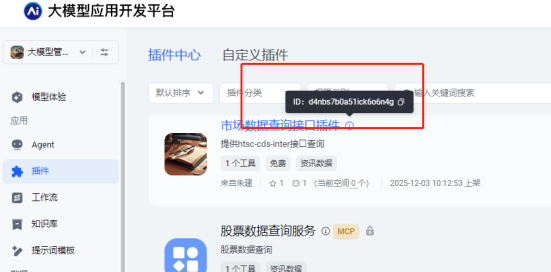 Ai 大模型应用开发平台
大模型管...
插件中心 自定义插件
默认排序 插件分类 输入关键词搜索
ID: d4nbs7b0a51ick6o6n4g
模型体验
应用
Agent
插件
工作流
知识库
提示词模板
市场数据查询接口插件
提供htsc-cds-inter接口查询
1 个工具 免费 资讯数据
来自朱建 1 1 (当前空间 0 个) 2025-12-03 10:12:53 上架
股票数据查询服务 MCP
股票数据查询
1 个工具 资讯数据